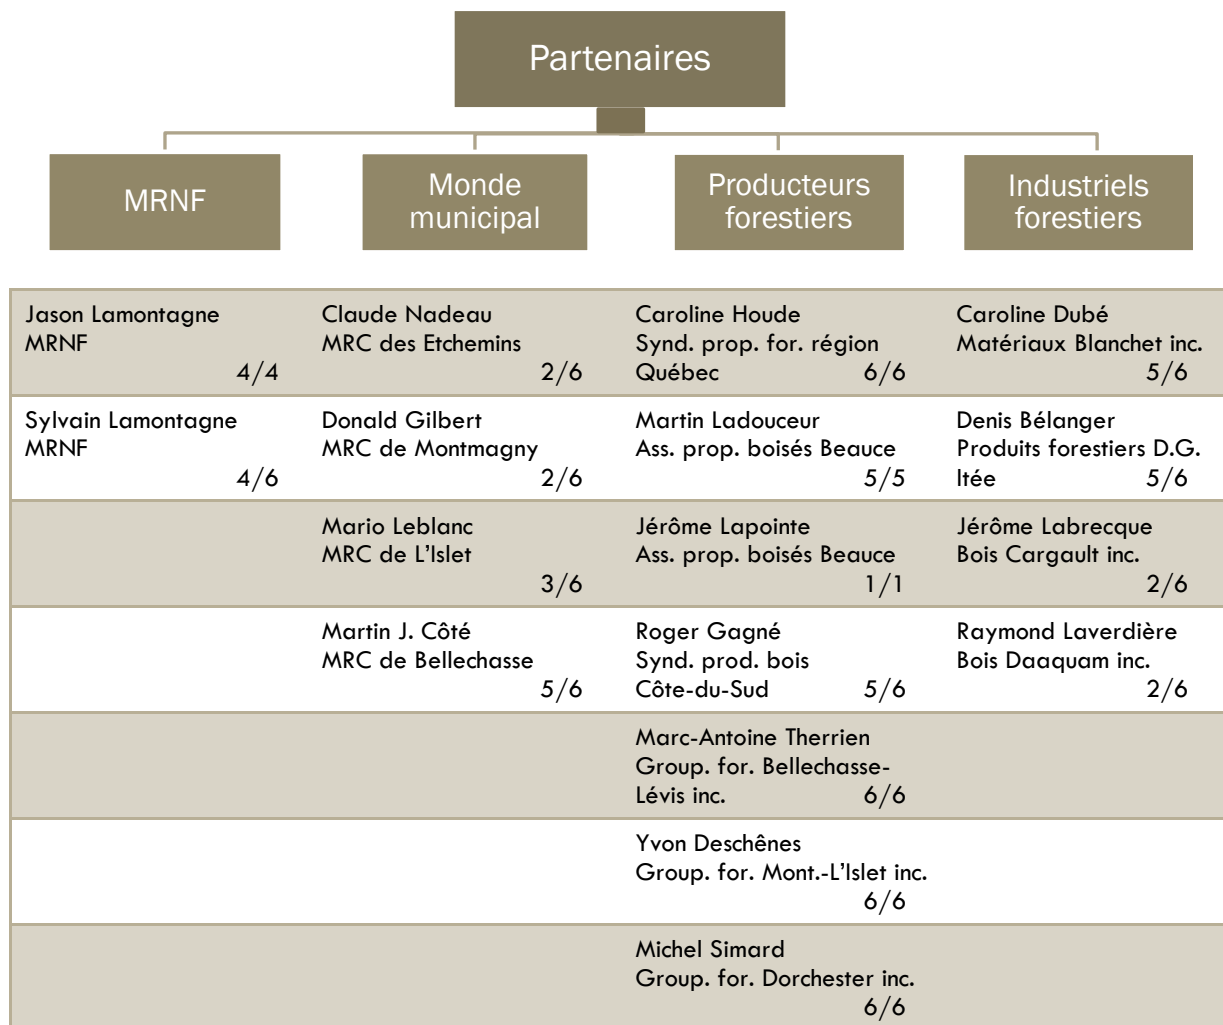 Partenaires
MRNF
Monde
municipal
Producteurs
forestiers
Industriels
forestiers
Jason Lamontagne
MRNF
4/4
Claude Nadeau
MRC des Etchemins
2/6
Caroline Houde
Synd. prop. for. région
Québec 6/6
Caroline Dubé
Matériaux Blanchet inc.
5/6
Sylvain Lamontagne
MRNF
4/6
Donald Gilbert
MRC de Montmagny
2/6
Martin Ladouceur
Ass. prop. boisés Beauce
5/5
Denis Bélanger
Produits forestiers D.G.
ltée 5/6
Mario Leblanc
MRC de L'Islet
3/6
Jérôme Lapointe
Ass. prop. boisés Beauce
1/1
Jérôme Labrecque
Bois Cargault inc.
2/6
Martin J. Côté
MRC de Bellechasse
5/6
Roger Gagné
Synd. prod. bois
Côte-du-Sud 5/6
Raymond Laverdière
Bois Daaquam inc.
2/6
Marc-Antoine Therrien
Group. for. Bellechasse-
Lévis inc. 6/6
Yvon Deschênes
Group. for. Mont.-L'Islet inc.
6/6
Michel Simard
Group. for. Dorchester inc.
6/6